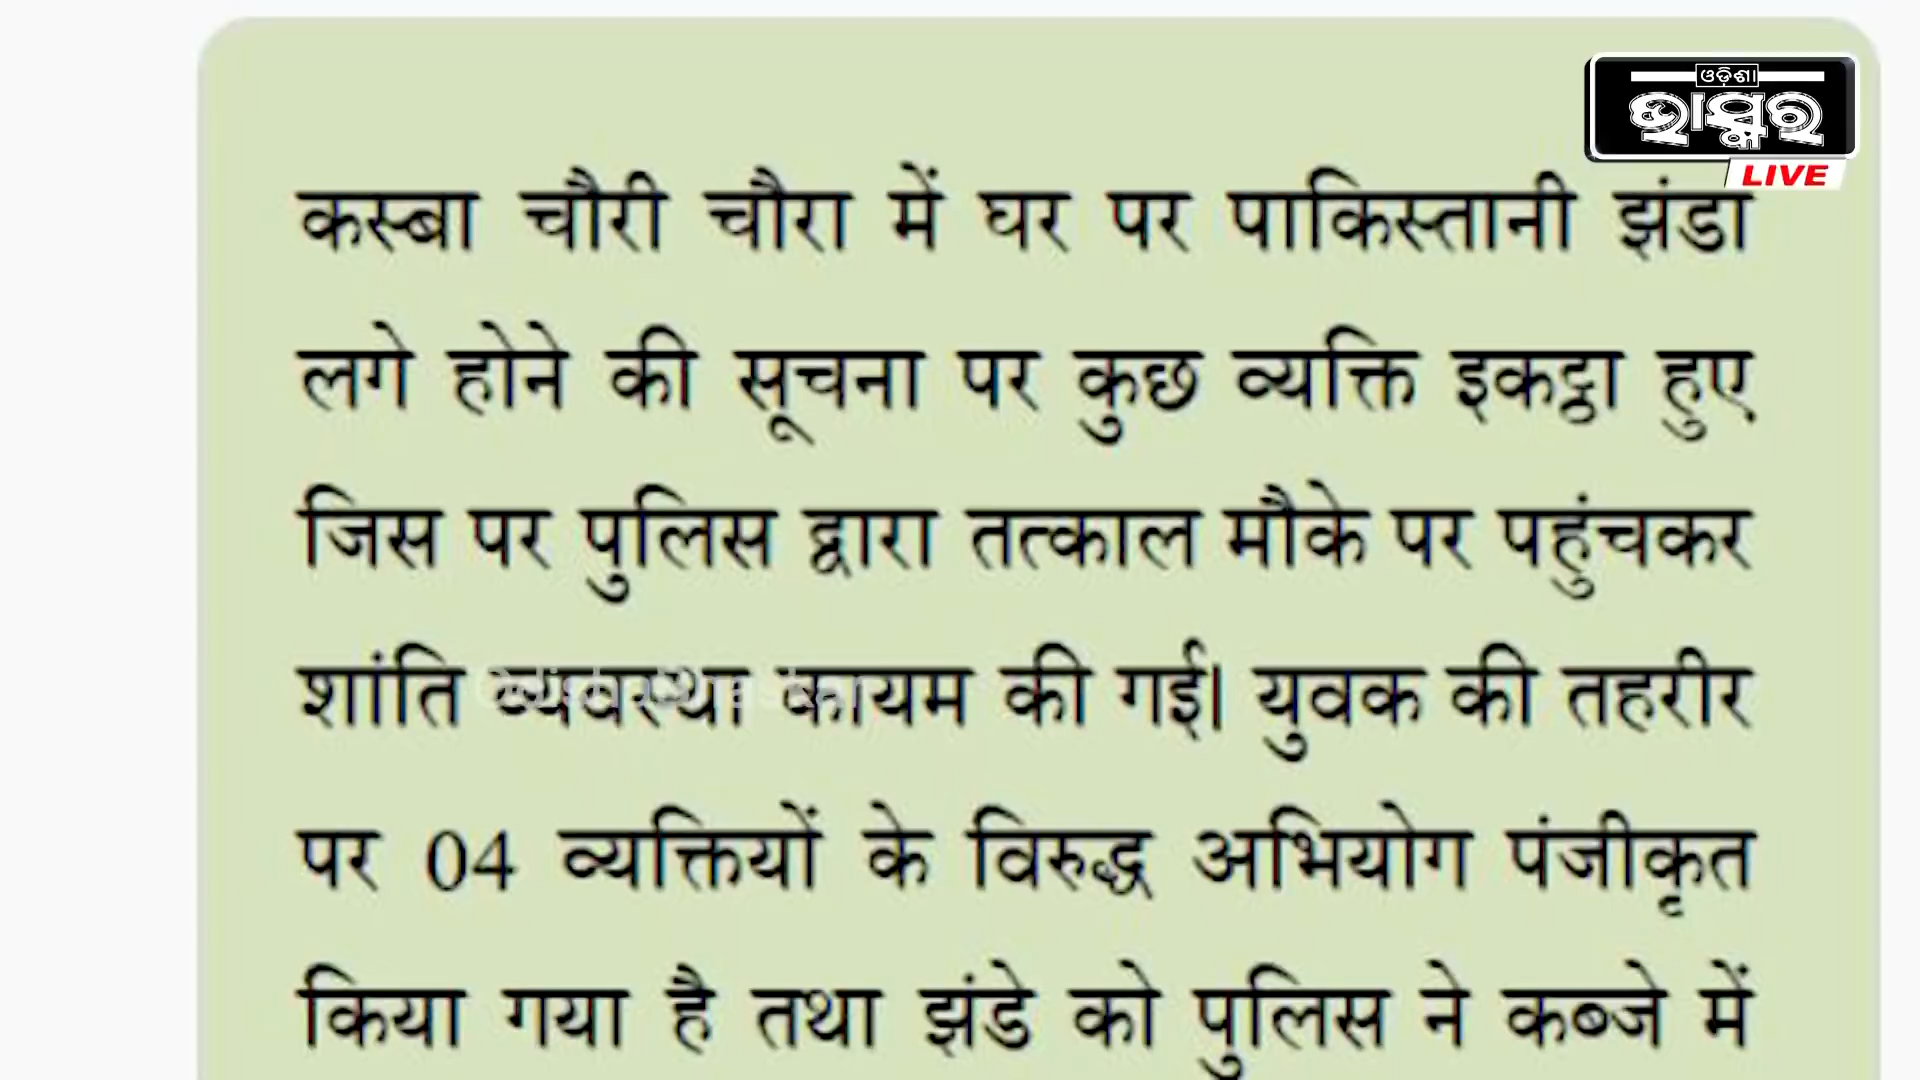 ଓଡ଼ିଶା
ଭାସ୍କର
LIVE
कस्बा चौरी चौरा में घर पर पाकिस्तानी झंडा
लगे होने की सूचना पर कुछ व्यक्ति इकट्ठा हुए
जिस पर पुलिस द्वारा तत्काल मौके पर पहुंचकर
शांति व्यवस्था कायम की गई। युवक की तहरीर
पर 04 व्यक्तियों के विरुद्ध अभियोग पंजीकृत
किया गया है तथा झंडे को पुलिस ने कब्जे में